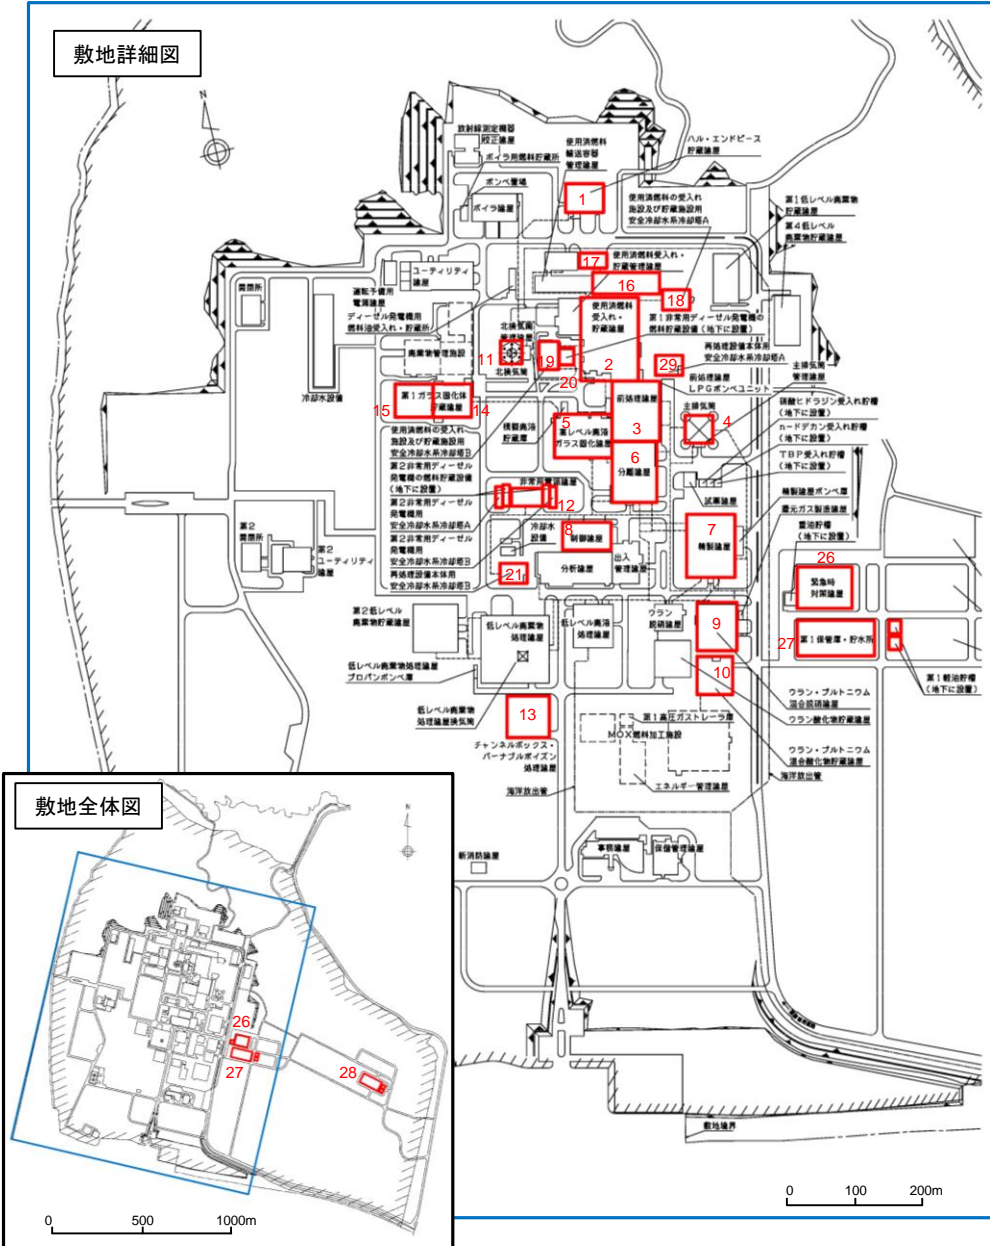 敷地詳細図
N
放射線測定機器
校正建屋
ボイラ用燃料貯蔵所
ボンベ置場
ボイラ建屋
使用済燃料
輸送容器
管理建屋
ハル・エンドピース
貯蔵建屋
1
使用済燃料の受入れ
施設及び貯蔵施設用
安全冷却水系冷却塔A
第1低レベル廃棄物
貯蔵建屋
第4低レベル
廃棄物貯蔵建屋
17
使用済燃料受入れ・
貯蔵管理建屋
16
18
ユーティリティ
建屋
開閉所
運転予備用
電源建屋
ディーゼル発電機用
燃料油受入れ・貯蔵所
北換気筒
管理建屋
使用済燃料
受入れ・
貯蔵建屋
第1非常用ディーゼル発電機の
燃料貯蔵設備(地下に設置)
再処理設備本体用
安全冷却水系冷却塔A
主排気筒
管理建屋
廃棄物管理施設
11
北換気筒
19
20
2
29
前処理建屋
LPGボンベユニット
硝酸ヒドラジン受入れ貯槽
(地下に設置)
n-ドデカン受入れ貯槽
(地下に設置)
TBP受入れ貯槽
(地下に設置)
冷却水設備
15
第1ガラス固化体
貯蔵建屋
14
模擬廃液
貯蔵庫
5
高レベル廃液
ガラス固化建屋
前処理建屋
3
主排気筒
4
使用済燃料の受入れ
施設及び貯蔵施設用
安全冷却水系冷却塔B
第2非常用ディーゼル
発電機の燃料貯蔵設備
(地下に設置)
第2非常用ディーゼル
発電機用
安全冷却水系冷却塔A
第2非常用ディーゼル
発電機用
安全冷却水系冷却塔B
再処理設備本体用
安全冷却水系冷却塔B
6
分離建屋
非常用電源建屋
12
試薬建屋
精製建屋ボンベ庫
還元ガス製造建屋
7
精製建屋
重油貯槽
(地下に設置)
第2
開閉所
第2
ユーティリティ
建屋
冷却水
設備
8
制御建屋
分析建屋
出入
管理建屋
21
26
緊急時
対策建屋
第2低レベル
廃棄物貯蔵建屋
低レベル廃棄物
処理建屋
低レベル廃液
処理建屋
ウラン
脱硝建屋
9
27
第1保管庫・貯水所
第1軽油貯槽
(地下に設置)
低レベル廃棄物処理建屋
プロパンボンベ庫
10
低レベル廃棄物
処理建屋換気筒
13
チャンネルボックス・
バーナブルポイズン
処理建屋
ウラン・プルトニウム
混合脱硝建屋
ウラン酸化物貯蔵建屋
第1高圧ガストレーラ庫
MOX燃料加工施設
ウラン・プルトニウム
混合酸化物貯蔵建屋
エネルギー管理建屋
海洋放出管
海洋放出管
新消防建屋
事務建屋
保健管理建屋
敷地境界
0 100 200m
敷地全体図
N
26
27
28
0 500 1000m